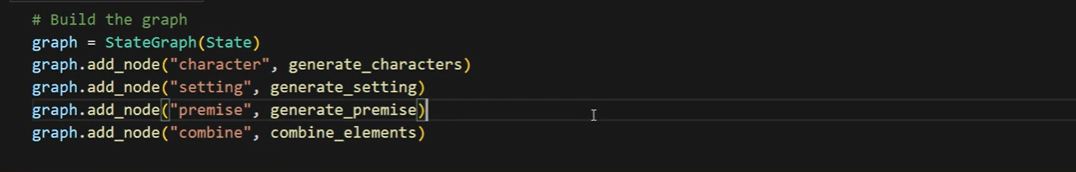 # Build the graph
graph = StateGraph(State)
graph.add_node("character", generate_characters)
graph.add_node("setting", generate_setting)
graph.add_node("premise", generate_premise)
graph.add_node("combine", combine_elements)